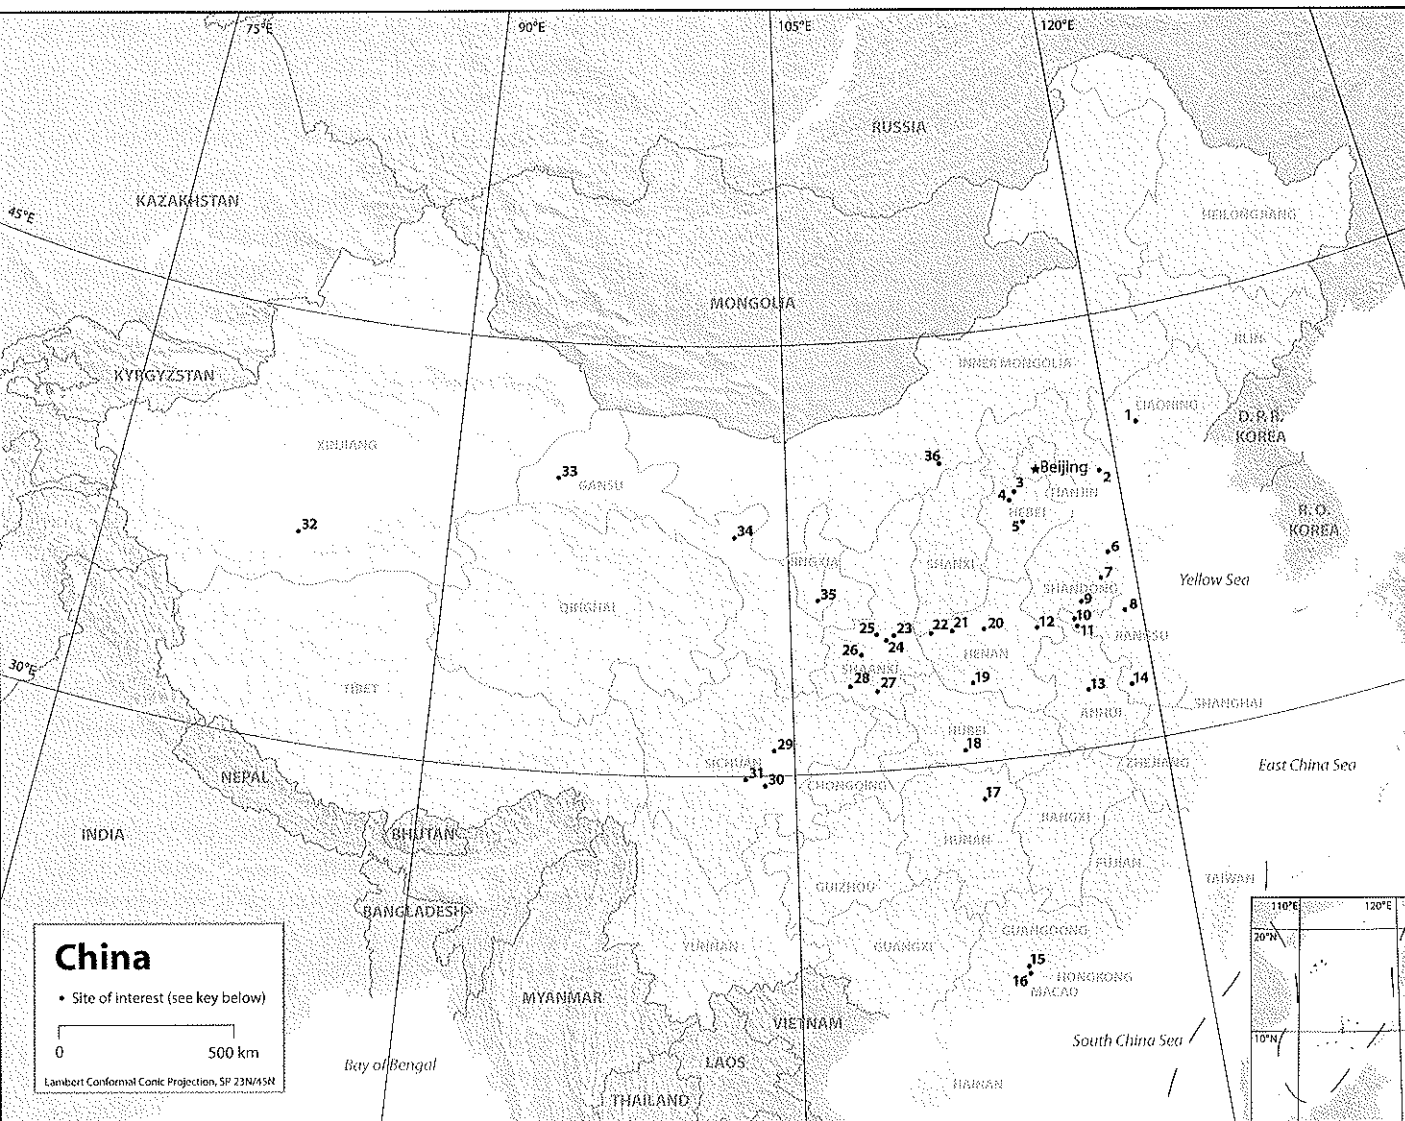 75°E
90°E
105°E
120°E
RUSSIA
KAZAKHSTAN
45°E
HEILONGJIANG
MONGOLIA
JILIN
INNER MONGOLIA
KYRGYZSTAN
LIAONING
1
D. P. R.
KOREA
XINJIANG
36
Beijing
2
33
GANSU
3
4
TIANJIN
HEBEI
5
R. O.
KOREA
32
34
6
NINGXIA
SHANXI
7
Yellow Sea
SHANDONG
35
QINGHAI
9
8
10
11
12
JIANGSU
25
23
22
21
20
24
26
HENAN
SHAANXI
30°E
TIBET
28
27
19
13
14
ANHUI
SHANGHAI
HUBEI
29
18
SICHUAN
ZHEJIANG
East China Sea
NEPAL
31
30
CHONGQING
17
JIANGXI
INDIA
BHUTAN
HUNAN
FUJIAN
GUIZHOU
TAIWAN
BANGLADESH
110°E
120°E
GUANGDONG
20°N
YUNNAN
GUANGXI
China
15
16
HONGKONG
MACAO
• Site of interest (see key below)
MYANMAR
VIETNAM
0
500 km
10°N
South China Sea
Bay of Bengal
LAOS
Lambert Conformal Conic Projection, SP 23N/45N
HAINAN
THAILAND